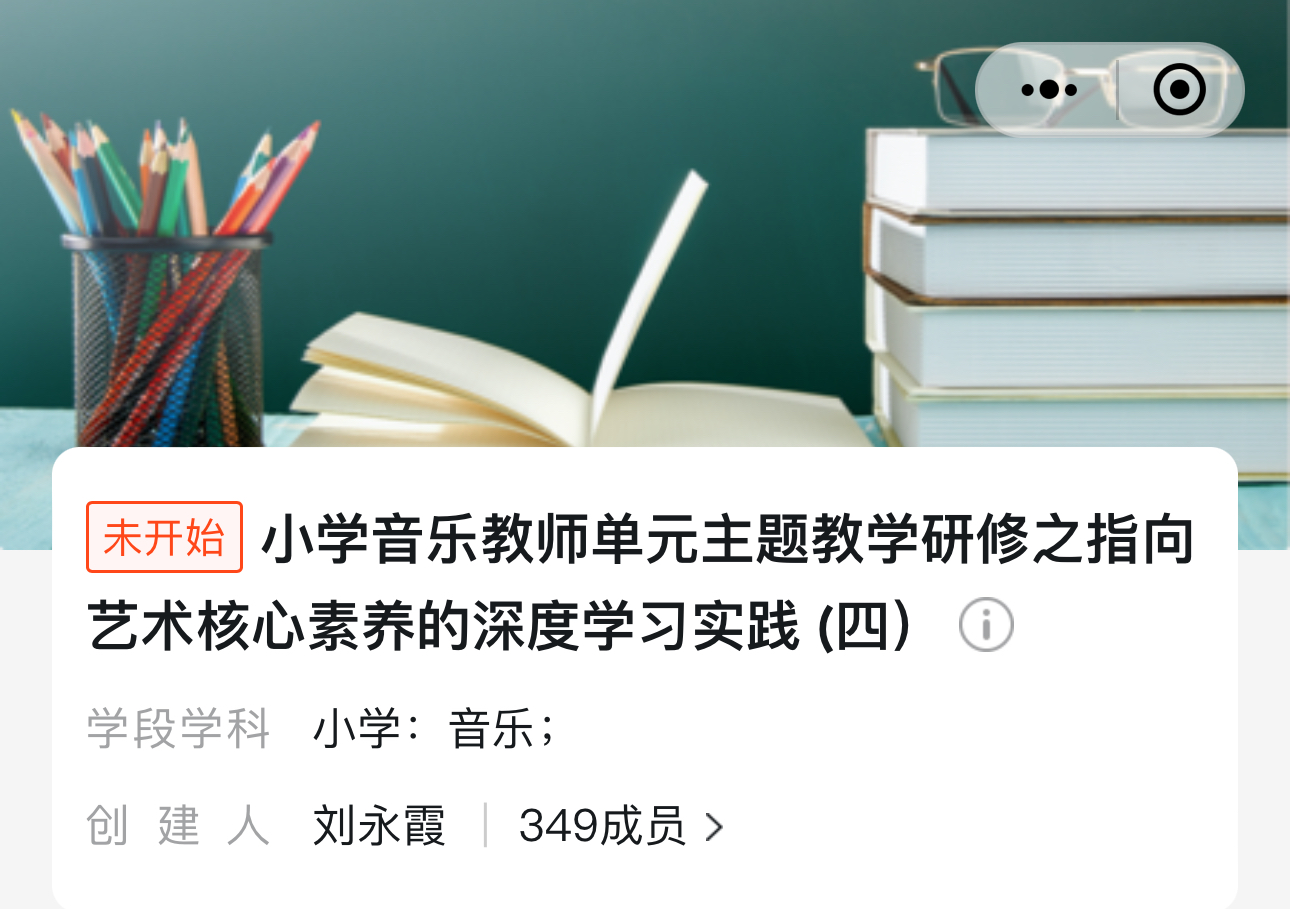 未开始 小学音乐教师单元主题教学研修之指向
艺术核心素养的深度学习实践 (四）
学段学科 小学：音乐；
创建人 刘永霞 | 349成员 >